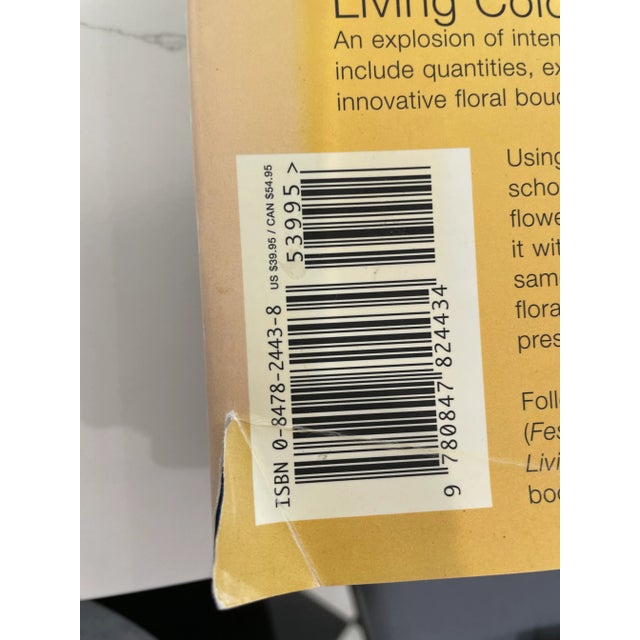 Living Colo
An explosion of inten
include quantities, ex
innovative floral bouq
Using
scho
flowe
it wit
sam
flora
pres
Follo
(Fes
Livi
boo
US $39.95 / CAN $54.95
53995 >
ISBN 0-8478-2443-8
9 780847 824434